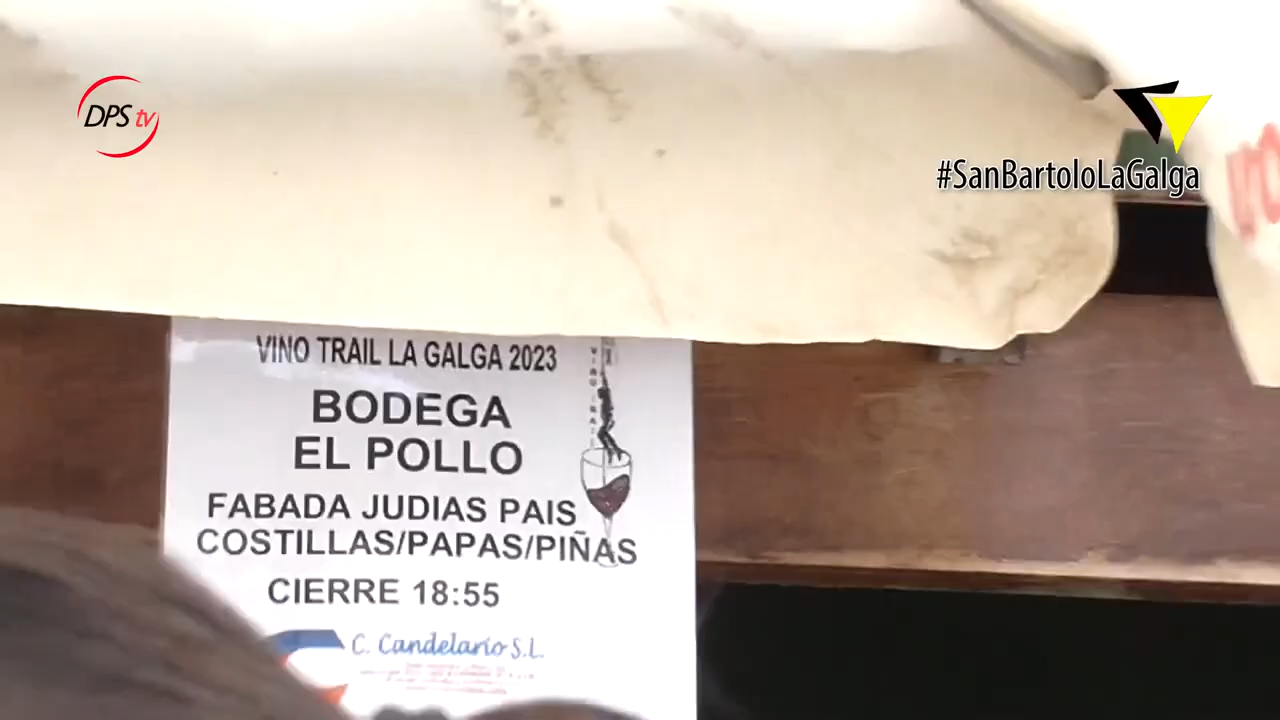 DPS tv
#SanBartoloLaGalga
VINO TRAIL LA GALGA 2023
BODEGA
EL POLLO
FABADA JUDIAS PAIS
COSTILLAS/PAPAS/PIÑAS
CIERRE 18:55
C. Candelario S.L.